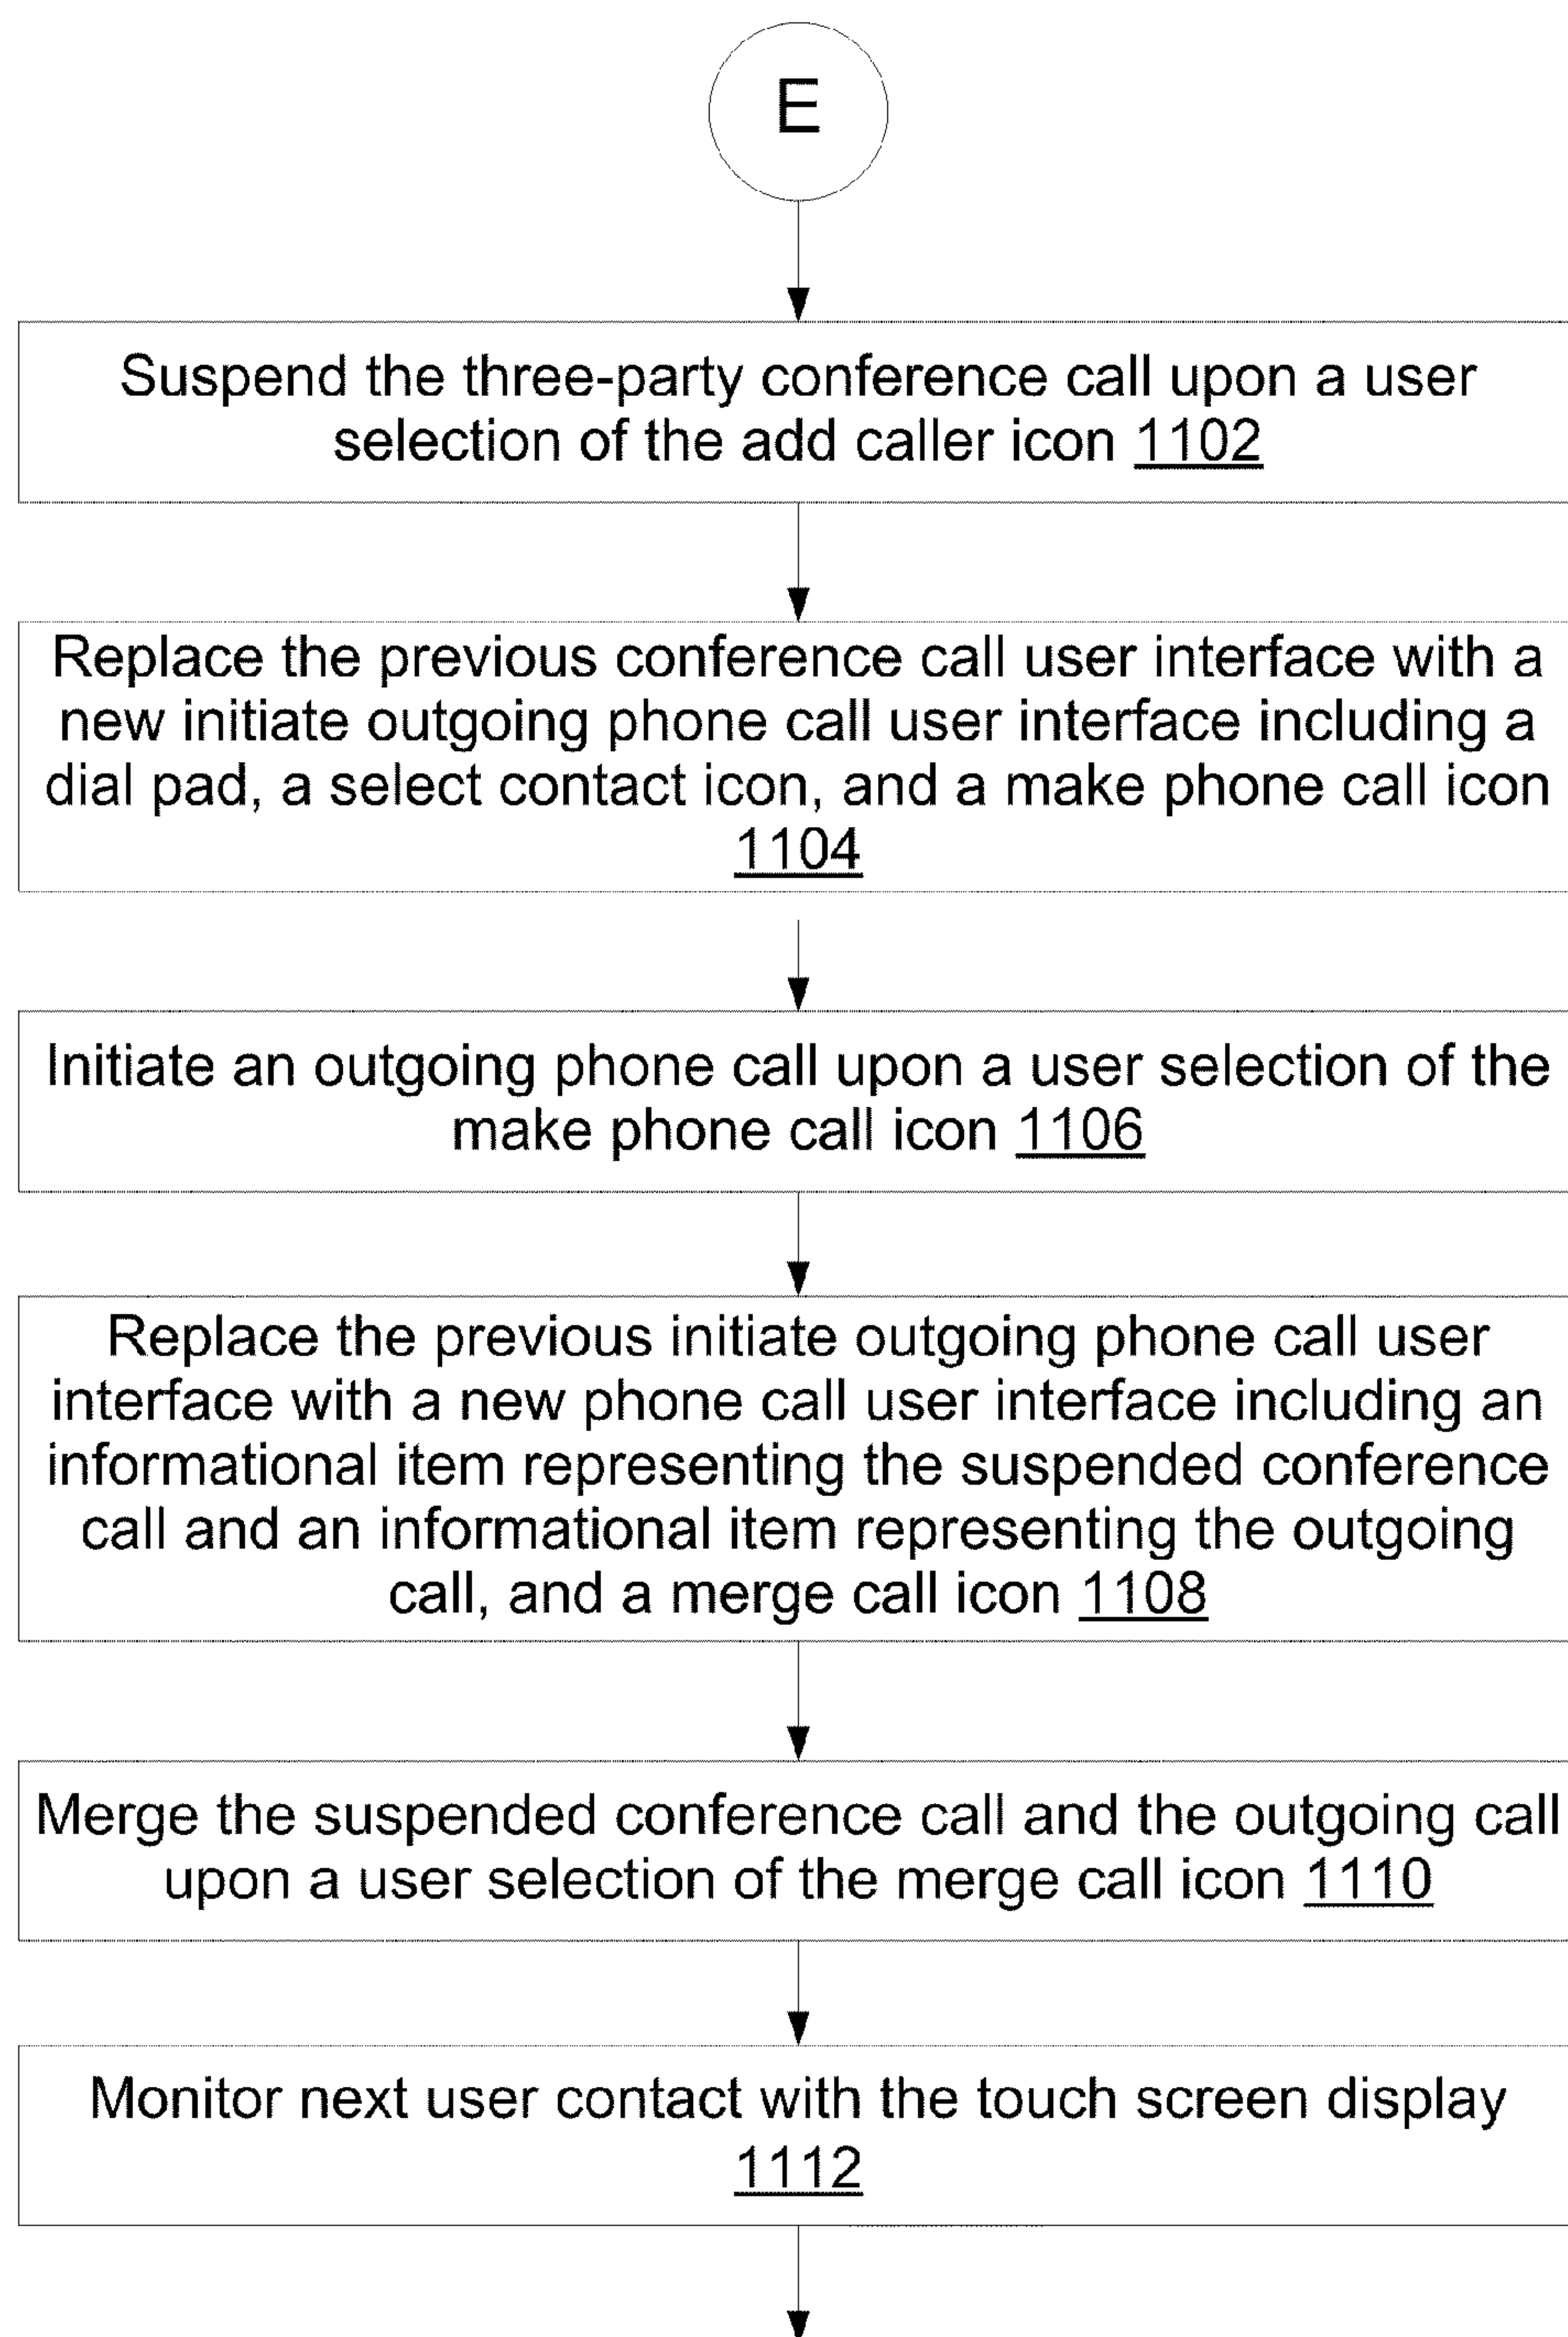 E
Suspend the three-party conference call upon a user
selection of the add caller icon 1102
Replace the previous conference call user interface with a
new initiate outgoing phone call user interface including a
dial pad, a select contact icon, and a make phone call icon
1104
Initiate an outgoing phone call upon a user selection of the
make phone call icon 1106
Replace the previous initiate outgoing phone call user
interface with a new phone call user interface including an
informational item representing the suspended conference
call and an informational item representing the outgoing
call, and a merge call icon 1108
Merge the suspended conference call and the outgoing call
upon a user selection of the merge call icon 1110
Monitor next user contact with the touch screen display
1112